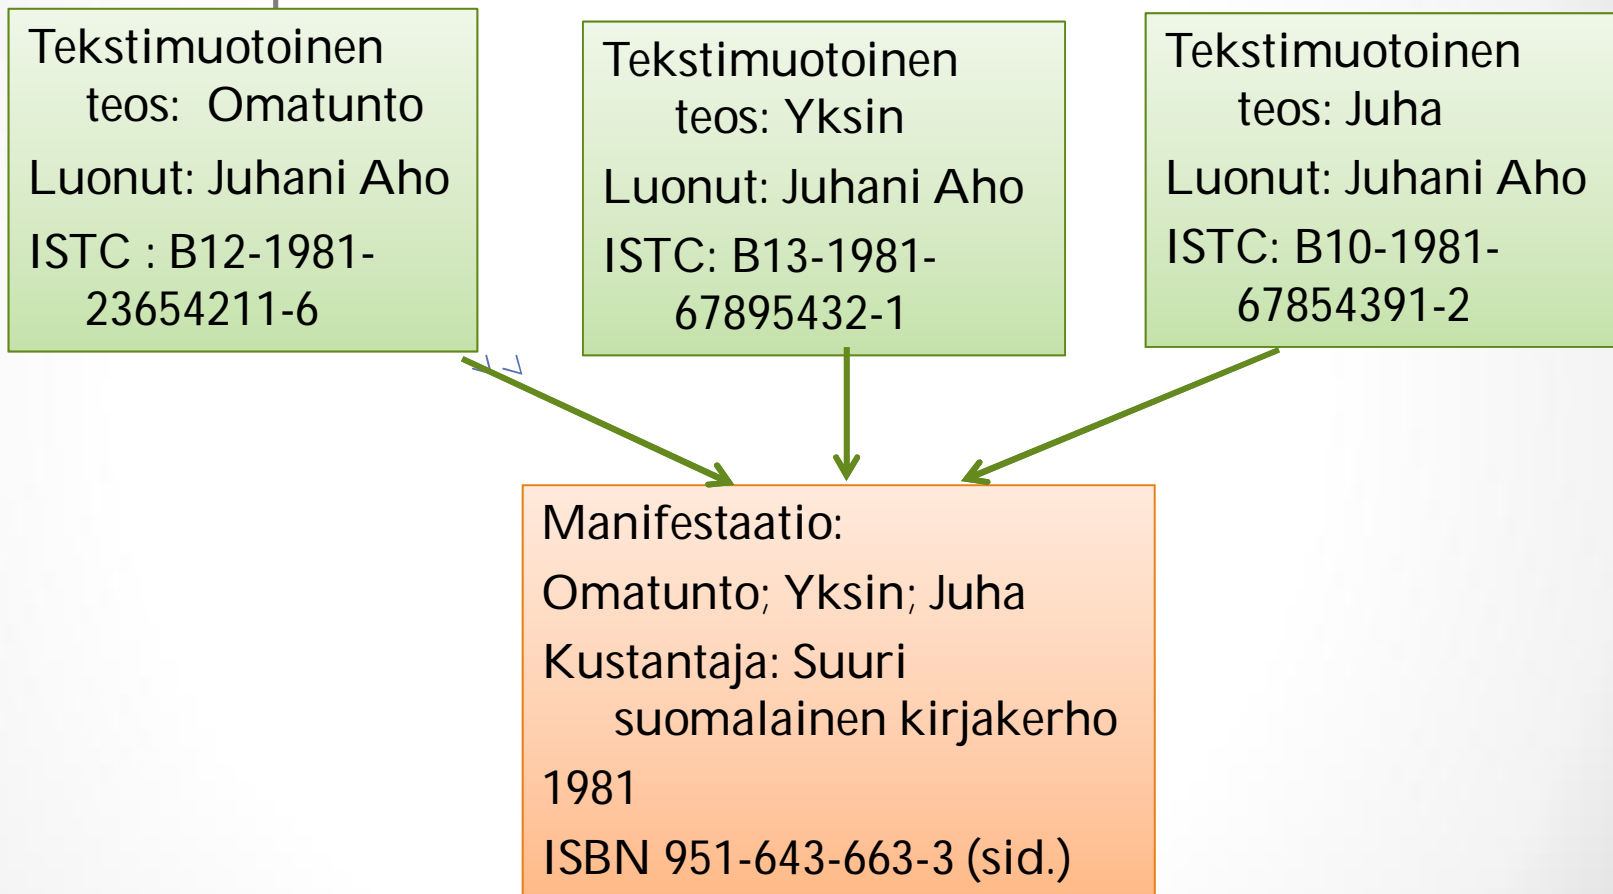 Tekstimuotoinen
teos: Omatunto
Luonut: Juhani Aho
ISTC : B12-1981-
23654211-6
Tekstimuotoinen
teos: Yksin
Luonut: Juhani Aho
ISTC: B13-1981-
67895432-1
Tekstimuotoinen
teos: Juha
Luonut: Juhani Aho
ISTC: B10-1981-
67854391-2
Manifestaatio:
Omatunto; Yksin; Juha
Kustantaja: Suuri
suomalainen kirjakerho
1981
ISBN 951-643-663-3 (sid.)